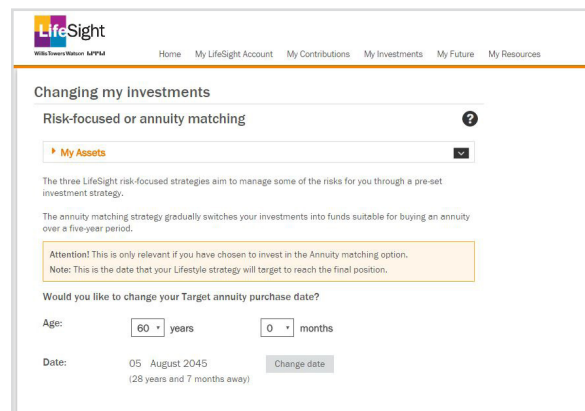 LifeSight
Willis Towers Watson
Home My LifeSight Account My Contributions My Investments My Future My Resources
Changing my investments
Risk-focused or annuity matching ?
My Assets
The three LifeSight risk-focused strategies aim to manage some of the risks for you through a pre-set
investment strategy.
The annuity matching strategy gradually switches your investments into funds suitable for buying an annuity
over a five-year period.
Attention! This is only relevant if you have chosen to invest in the Annuity matching option.
Note: This is the date that your Lifestyle strategy will target to reach the final position.
Would you like to change your Target annuity purchase date?
Age: 60 years 0 months
Date: 05 August 2045 Change date
(28 years and 7 months away)